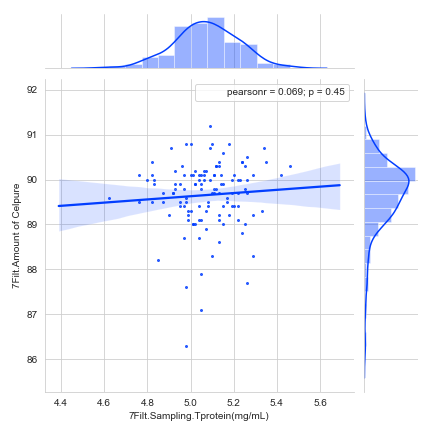 pearsonr = 0.069; p = 0.45
92
91
90
89
88
87
86
7Filt.Amount of Celpure
4.4 4.6 4.8 5.0 5.2 5.4 5.6
7Filt.Sampling.Tprotein(mg/mL)